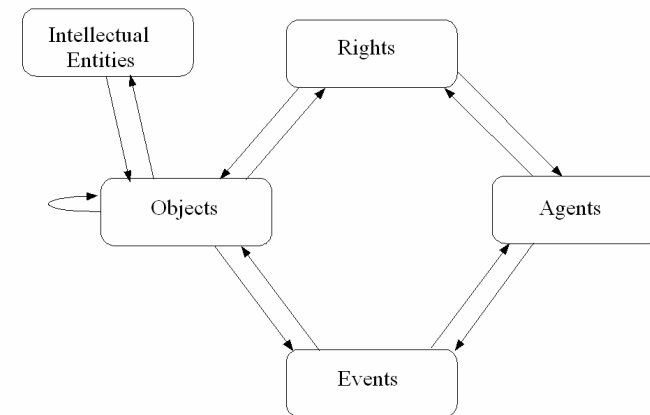 Intellectual
Entities
Rights
Objects
Agents
Events